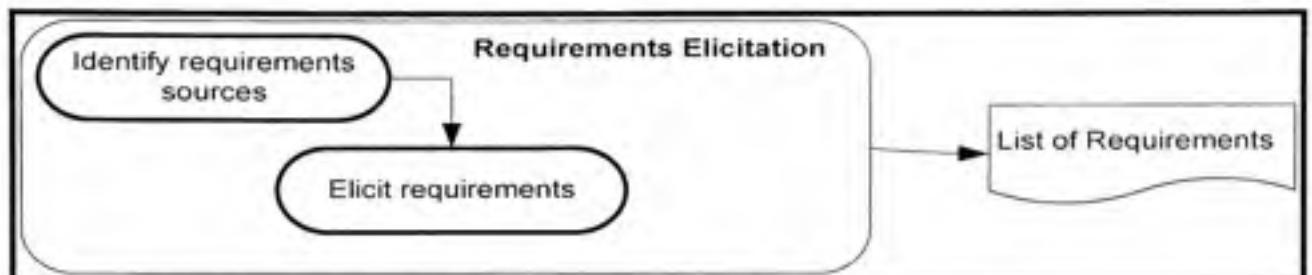 Requirements Elicitation
Identify requirements
sources
Elicit requirements
List of Requirements